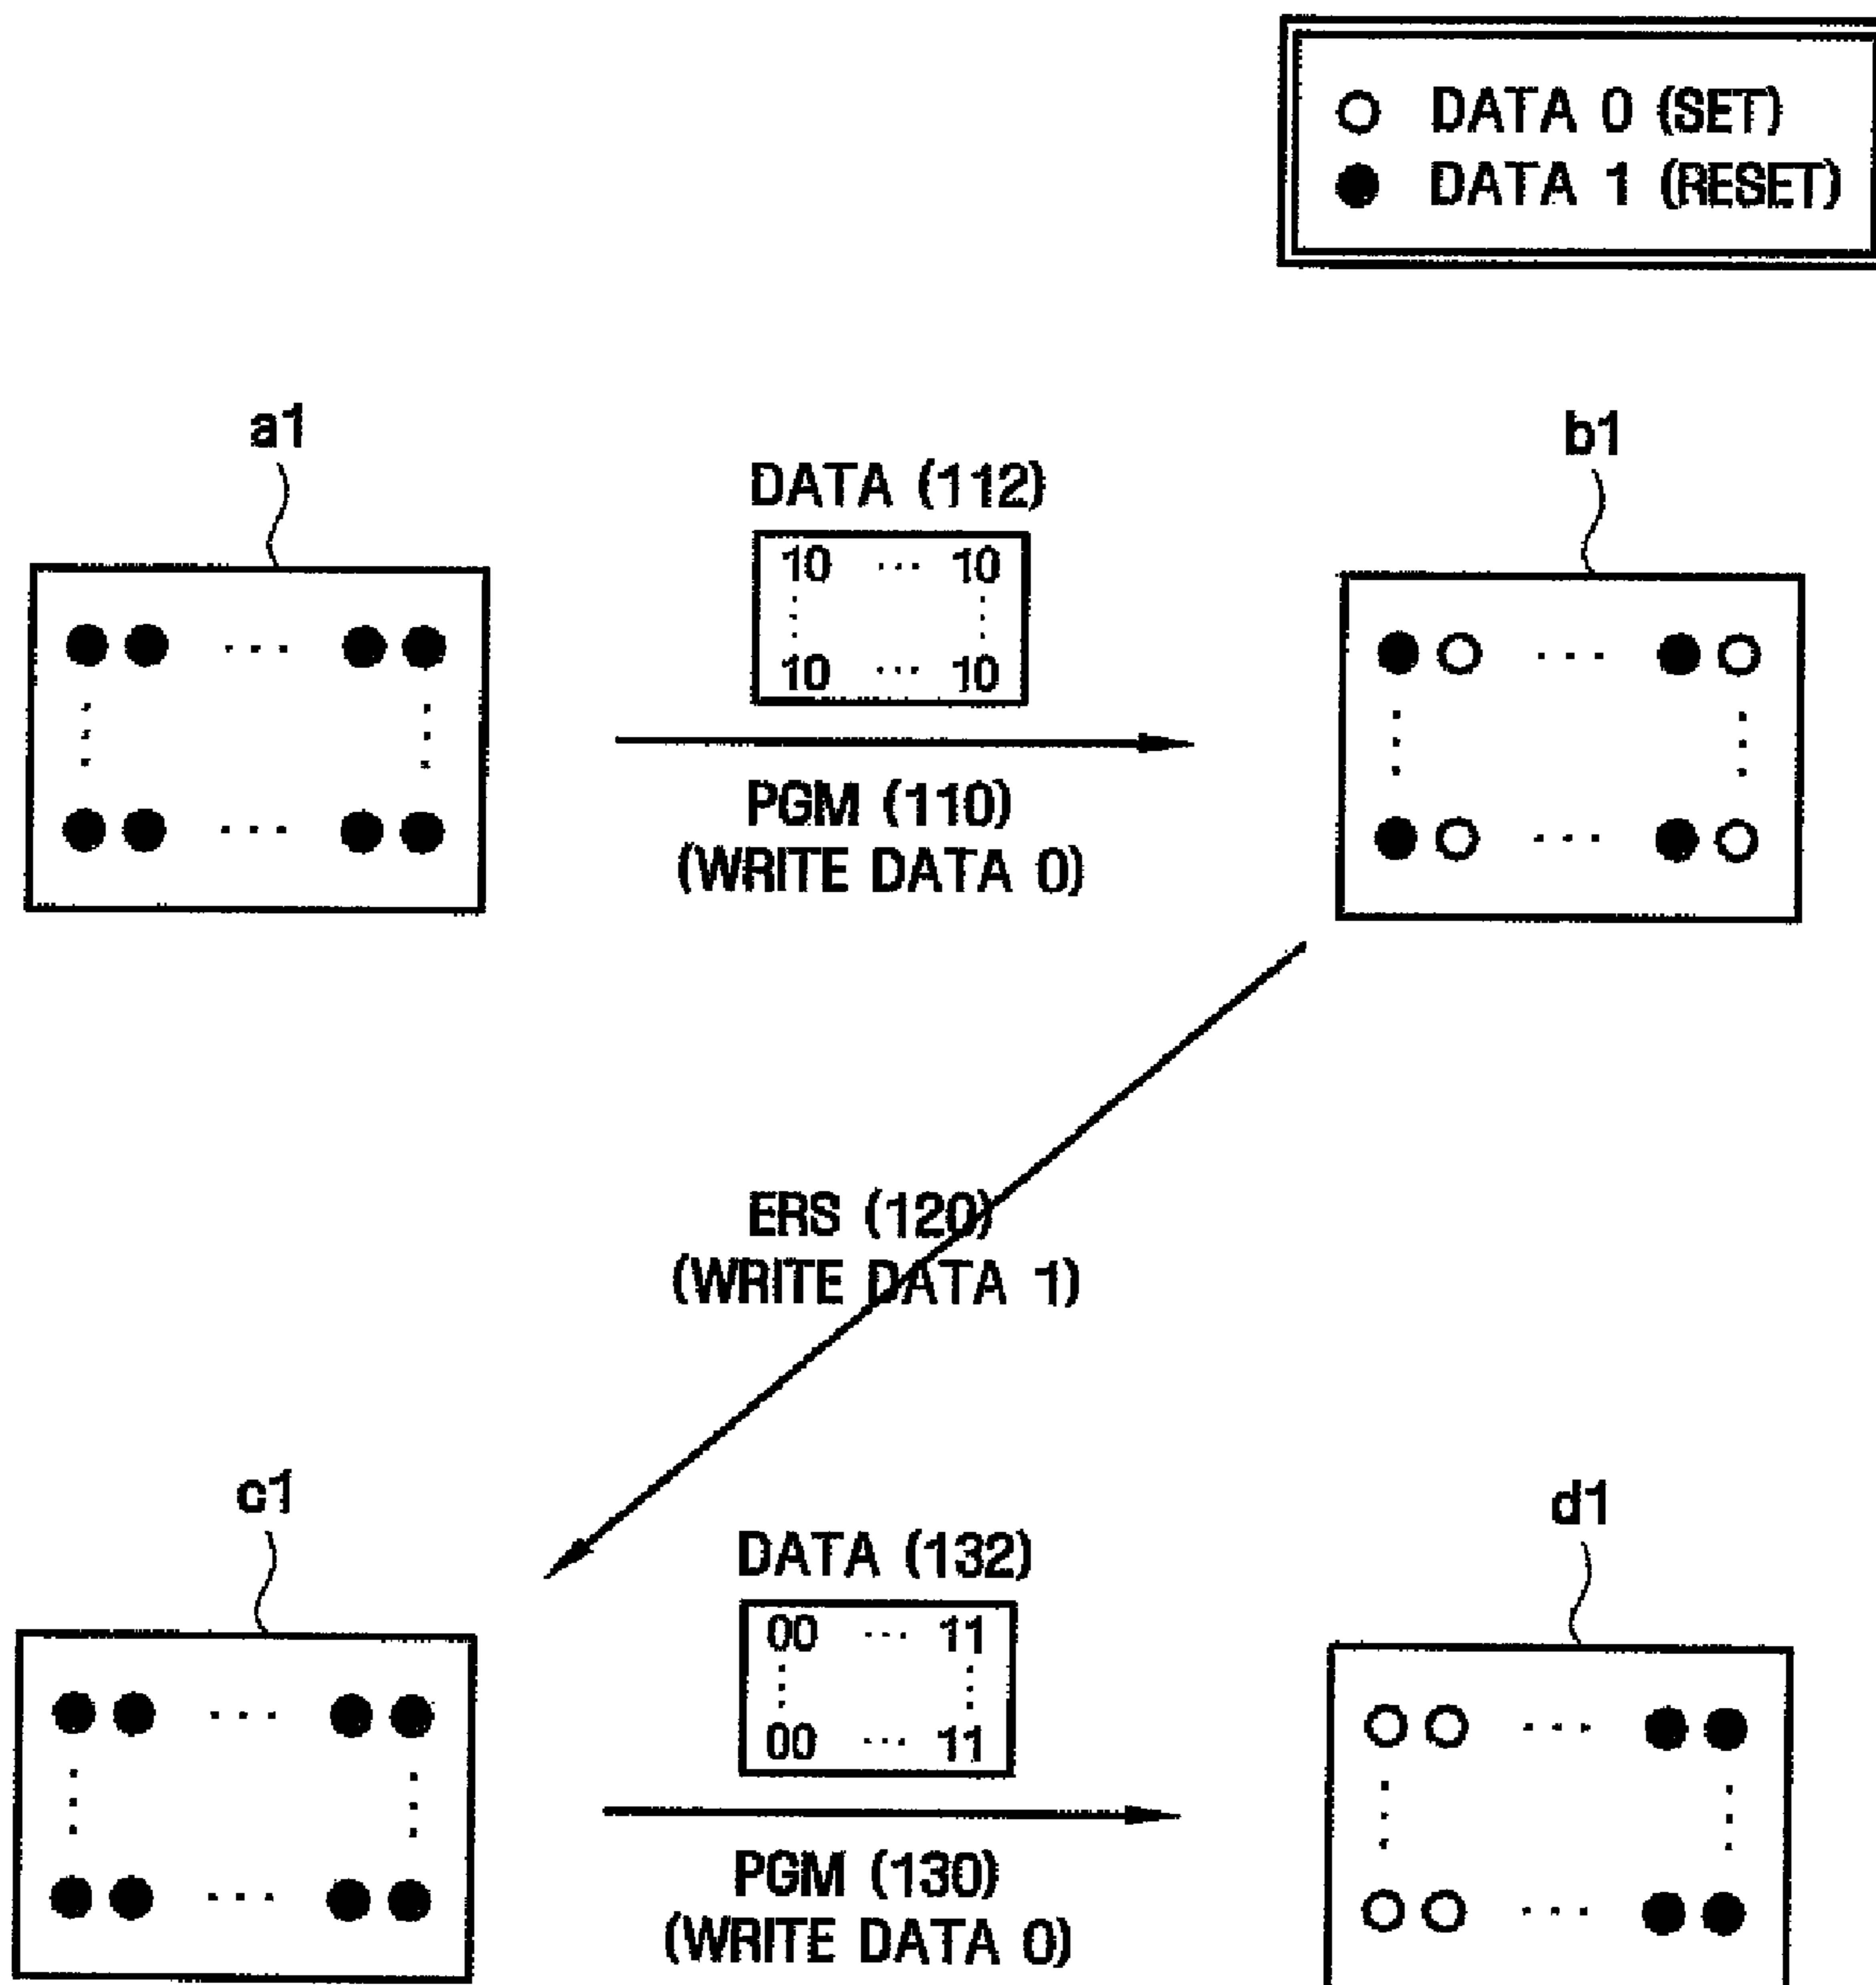 DATA 0 (SET)
DATA 1 (RESET)
a1
DATA (112)
10 ··· 10
10 ··· 10
PGM (110)
(WRITE DATA 0)
b1
ERS (120)
(WRITE DATA 1)
c1
DATA (132)
00 ··· 11
00 ··· 11
PGM (130)
(WRITE DATA 0)
d1